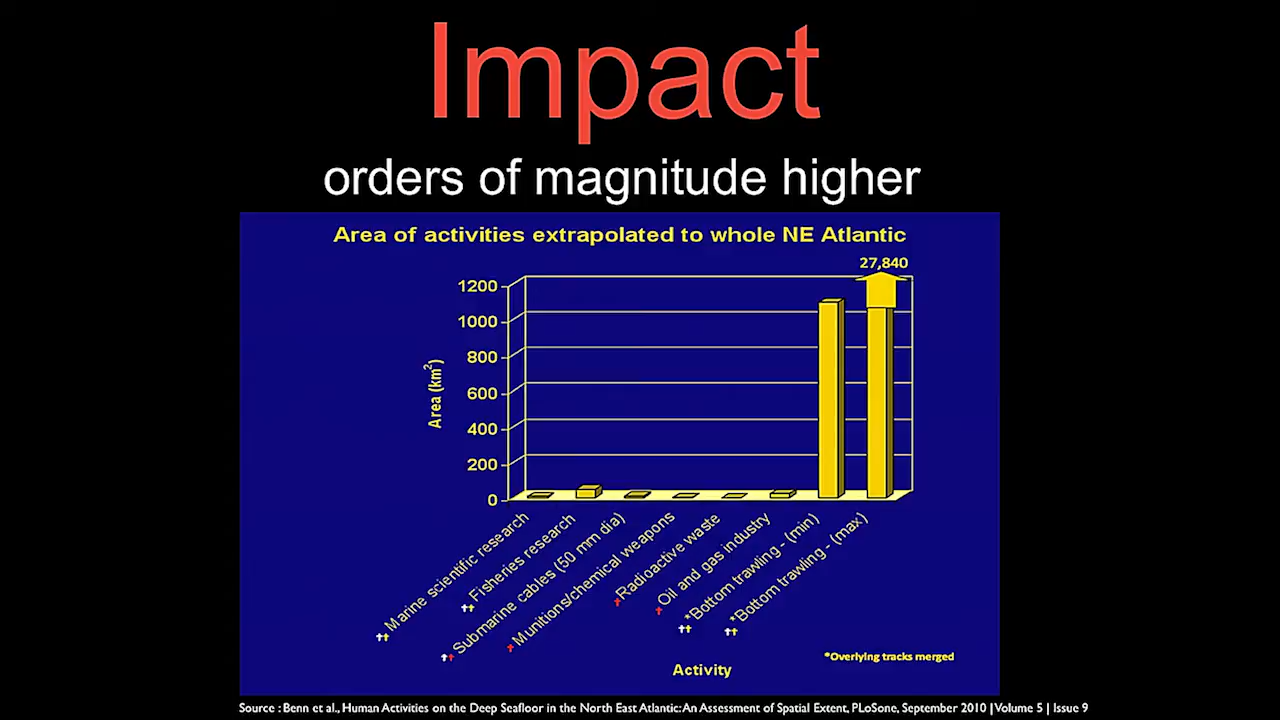 Impact
orders of magnitude higher
Area of activities extrapolated to whole NE Atlantic
27,840
1200
1000
800
600
400
200
0
Area (km²)
††Marine scientific research
††Fisheries research
††Submarine cables (50 mm dia)
†Munitions/chemical weapons
†Radioactive waste
†Oil and gas industry
††*Bottom trawling - (min)
††*Bottom trawling - (max)
*Overlying tracks merged
Activity
Source : Benn et al., Human Activities on the Deep Seafloor in the North East Atlantic: An Assessment of Spatial Extent, PLoSone, September 2010 | Volume 5 | Issue 9